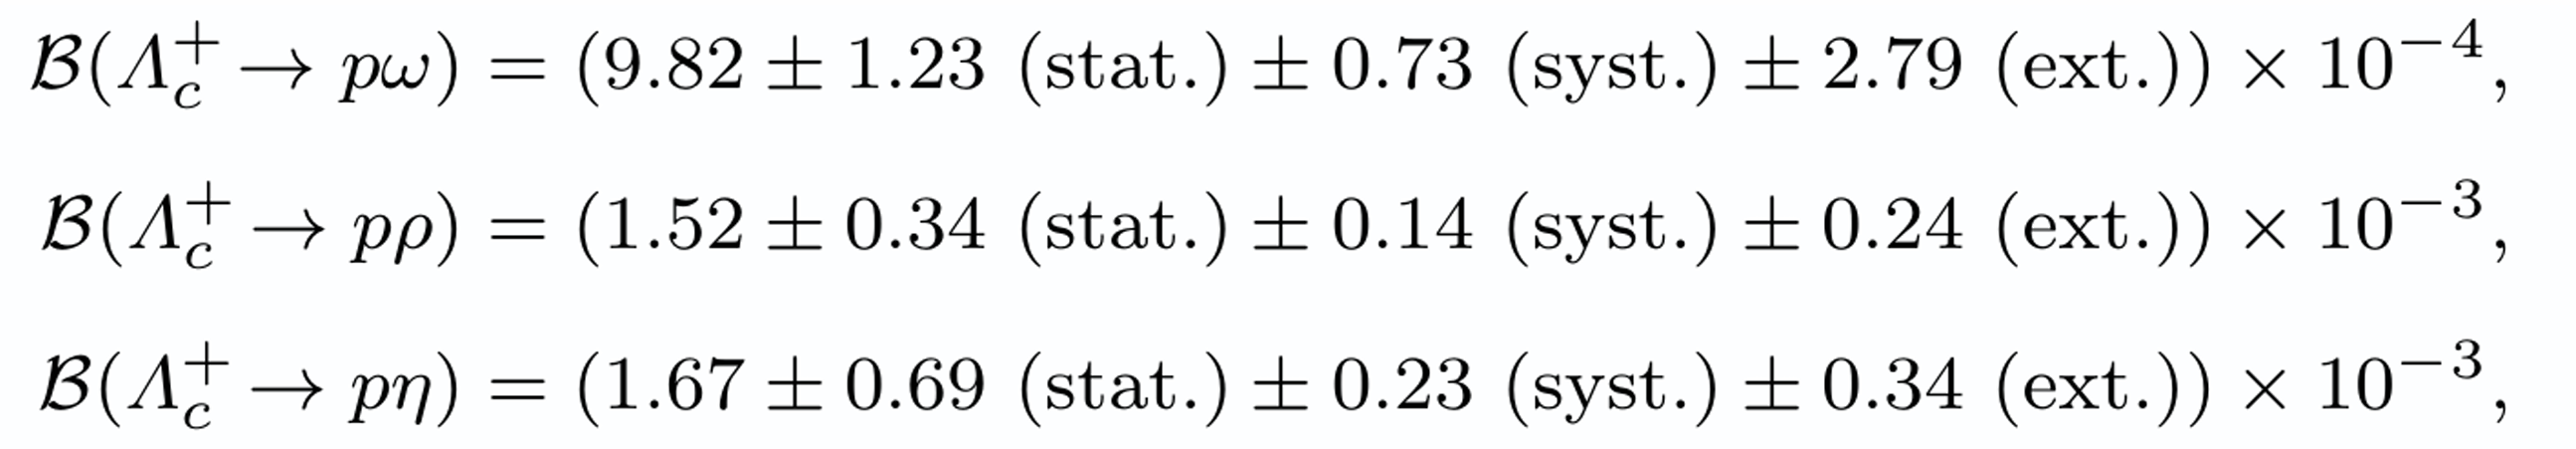 ℬ(Λ_c^+ → pω) = (9.82 ± 1.23 (stat.) ± 0.73 (syst.) ± 2.79 (ext.)) × 10^{−4},
ℬ(Λ_c^+ → pρ) = (1.52 ± 0.34 (stat.) ± 0.14 (syst.) ± 0.24 (ext.)) × 10^{−3},
ℬ(Λ_c^+ → pη) = (1.67 ± 0.69 (stat.) ± 0.23 (syst.) ± 0.34 (ext.)) × 10^{−3},